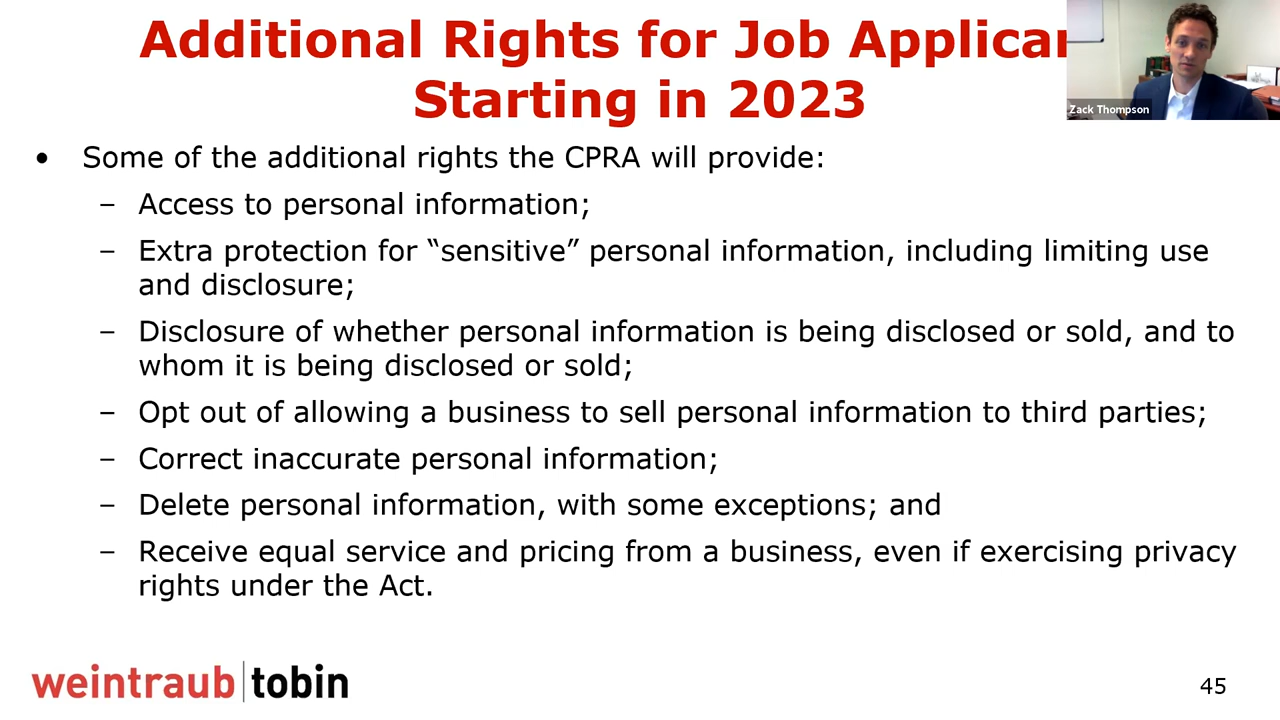 Additional Rights for Job Applican
Starting in 2023
Zack Thompson
• Some of the additional rights the CPRA will provide:
– Access to personal information;
– Extra protection for “sensitive” personal information, including limiting use
and disclosure;
– Disclosure of whether personal information is being disclosed or sold, and to
whom it is being disclosed or sold;
– Opt out of allowing a business to sell personal information to third parties;
– Correct inaccurate personal information;
– Delete personal information, with some exceptions; and
– Receive equal service and pricing from a business, even if exercising privacy
rights under the Act.
weintraub tobin
45